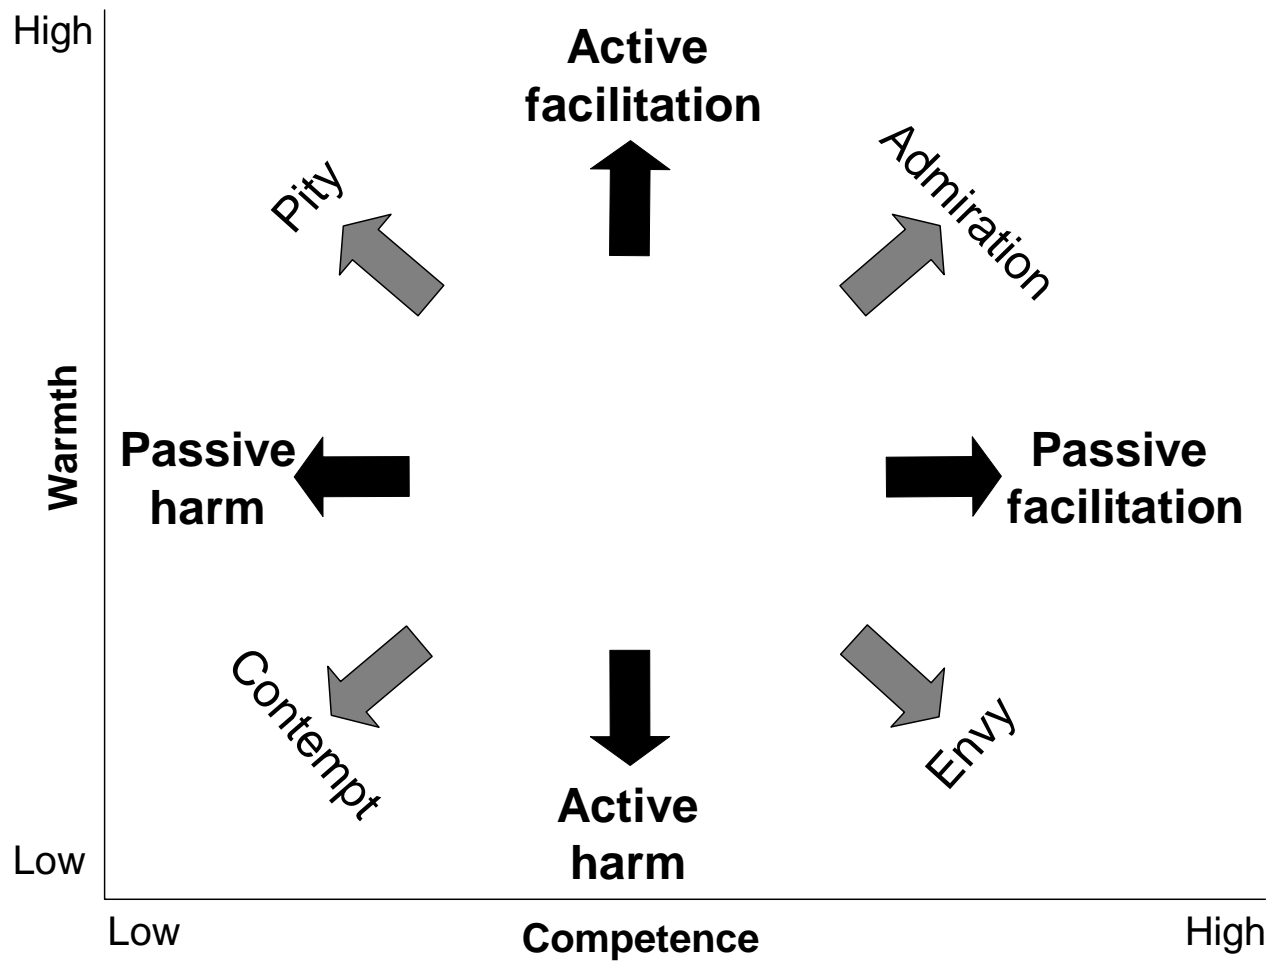 High
Active
facilitation
Pity
Admiration
Warmth
Passive
harm
Passive
facilitation
Contempt
Envy
Active
harm
Low
Low
Competence
High